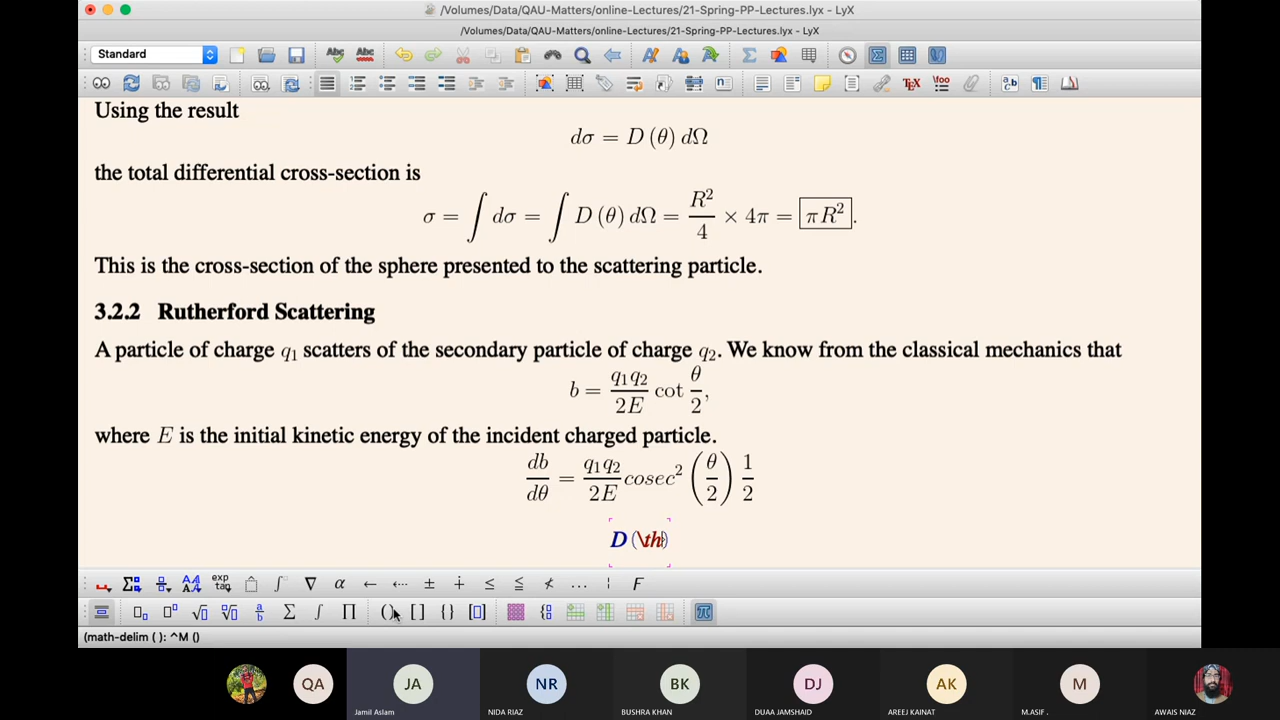 /Volumes/Data/QAU-Matters/online-Lectures/21-Spring-PP-Lectures.lyx - LyX
/Volumes/Data/QAU-Matters/online-Lectures/21-Spring-PP-Lectures.lyx - LyX
Standard
Using the result
dσ = D (θ) dΩ
the total differential cross-section is
σ = ∫ dσ = ∫ D (θ) dΩ = R²/4 × 4π = πR².
This is the cross-section of the sphere presented to the scattering particle.
3.2.2 Rutherford Scattering
A particle of charge q₁ scatters of the secondary particle of charge q₂. We know from the classical mechanics that
b = q₁q₂/2E cot θ/2,
where E is the initial kinetic energy of the incident charged particle.
db/dθ = q₁q₂/2E cosec² (θ/2) 1/2
D (\th)
(math-delim ( ): ^M ()
QA JA NR BK DJ AK M
Jamil Aslam NIDA RIAZ BUSHRA KHAN DUAA JAMSHAID AREEJ KAINAT M.ASIF . AWAIS NIAZ